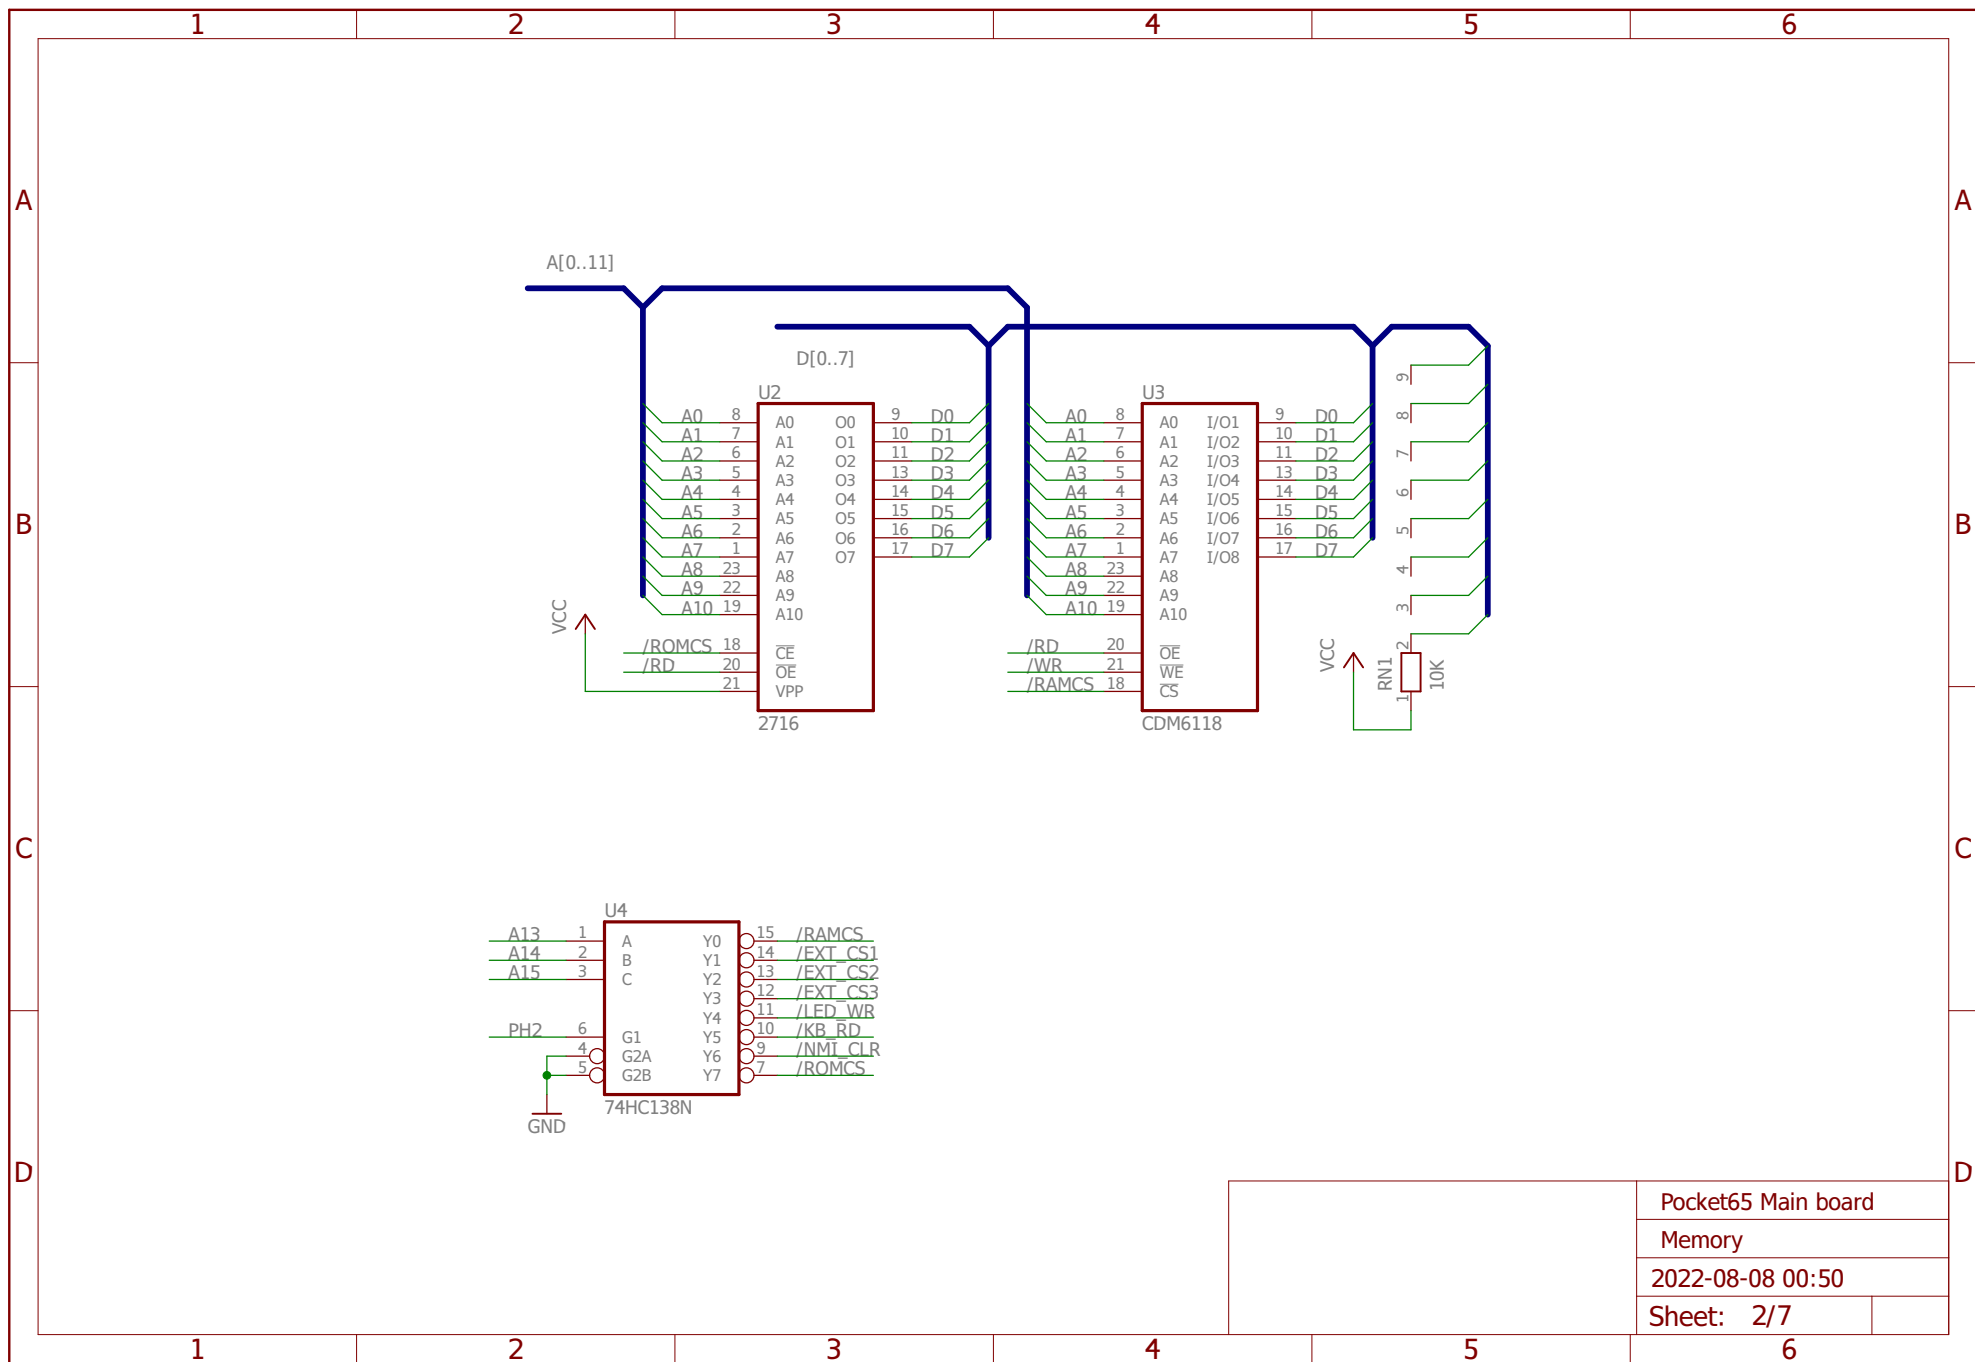 1 2 3 4 5 6
A A
A[0..11]
D[0..7]
B B
U2
A0 8 A0 O0 9 D0
A1 7 A1 O1 10 D1
A2 6 A2 O2 11 D2
A3 5 A3 O3 13 D3
A4 4 A4 O4 14 D4
A5 3 A5 O5 15 D5
A6 2 A6 O6 16 D6
A7 1 A7 O7 17 D7
A8 23 A8
A9 22 A9
A10 19 A10
VCC
/ROMCS 18 CE
/RD 20 OE
21 VPP
2716
U3
A0 8 A0 I/O1 9 D0
A1 7 A1 I/O2 10 D1
A2 6 A2 I/O3 11 D2
A3 5 A3 I/O4 13 D3
A4 4 A4 I/O5 14 D4
A5 3 A5 I/O6 15 D5
A6 2 A6 I/O7 16 D6
A7 1 A7 I/O8 17 D7
A8 23 A8
A9 22 A9
A10 19 A10
/RD 20 OE
/WR 21 WE
/RAMCS 18 CS
CDM6118
9
8
7
6
5
4
3
2
VCC
RN1
10K
1
C C
U4
A13 1 A Y0 15 /RAMCS
A14 2 B Y1 14 /EXT_CS1
A15 3 C Y2 13 /EXT_CS2
Y3 12 /EXT_CS3
Y4 11 /LED_WR
PH2 6 G1 Y5 10 /KB_RD
4 G2A Y6 9 /NMI_CLR
5 G2B Y7 7 /ROMCS
74HC138N
GND
D D
Pocket65 Main board
Memory
2022-08-08 00:50
Sheet: 2/7
1 2 3 4 5 6